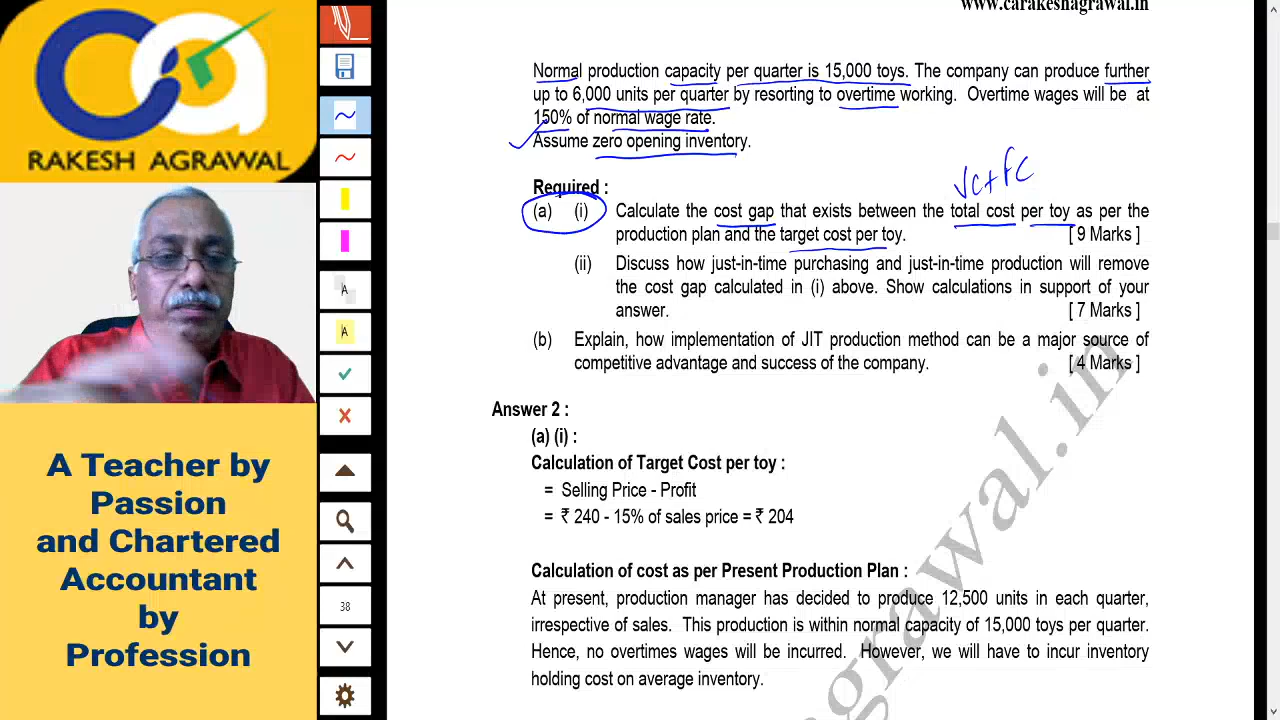 www.carakeshagrawal.in
Normal production capacity per quarter is 15,000 toys. The company can produce further
up to 6,000 units per quarter by resorting to overtime working. Overtime wages will be at
150% of normal wage rate.
Assume zero opening inventory.
VC+FC
Required :
(a) (i) Calculate the cost gap that exists between the total cost per toy as per the
production plan and the target cost per toy. [ 9 Marks ]
(ii) Discuss how just-in-time purchasing and just-in-time production will remove
the cost gap calculated in (i) above. Show calculations in support of your
answer. [ 7 Marks ]
(b) Explain, how implementation of JIT production method can be a major source of
competitive advantage and success of the company. [ 4 Marks ]
Answer 2 :
(a) (i) :
Calculation of Target Cost per toy :
= Selling Price - Profit
= ₹ 240 - 15% of sales price = ₹ 204
Calculation of cost as per Present Production Plan :
At present, production manager has decided to produce 12,500 units in each quarter,
irrespective of sales. This production is within normal capacity of 15,000 toys per quarter.
Hence, no overtimes wages will be incurred. However, we will have to incur inventory
holding cost on average inventory.
agrawal.in
ca
RAKESH AGRAWAL
A Teacher by
Passion
and Chartered
Accountant
by
Profession
A
A
38